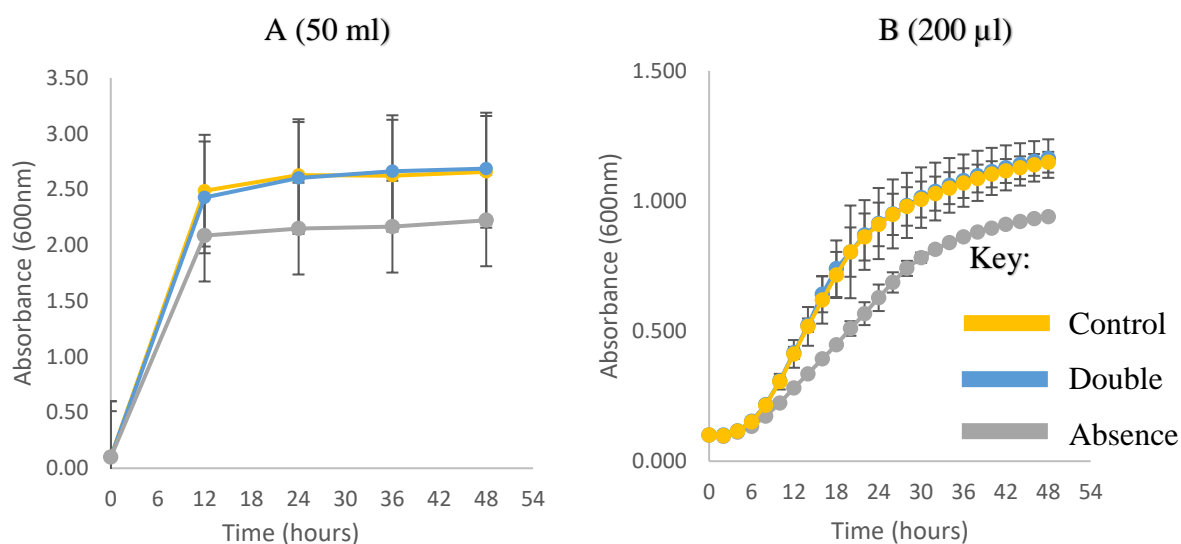 A (50 ml)
3.50
3.00
2.50
2.00
1.50
1.00
0.50
0.00
Absorbance (600nm)
0 6 12 18 24 30 36 42 48 54
Time (hours)
B (200 µl)
1.500
1.000
0.500
0.000
Absorbance (600nm)
0 6 12 18 24 30 36 42 48 54
Time (hours)
Key:
Control
Double
Absence